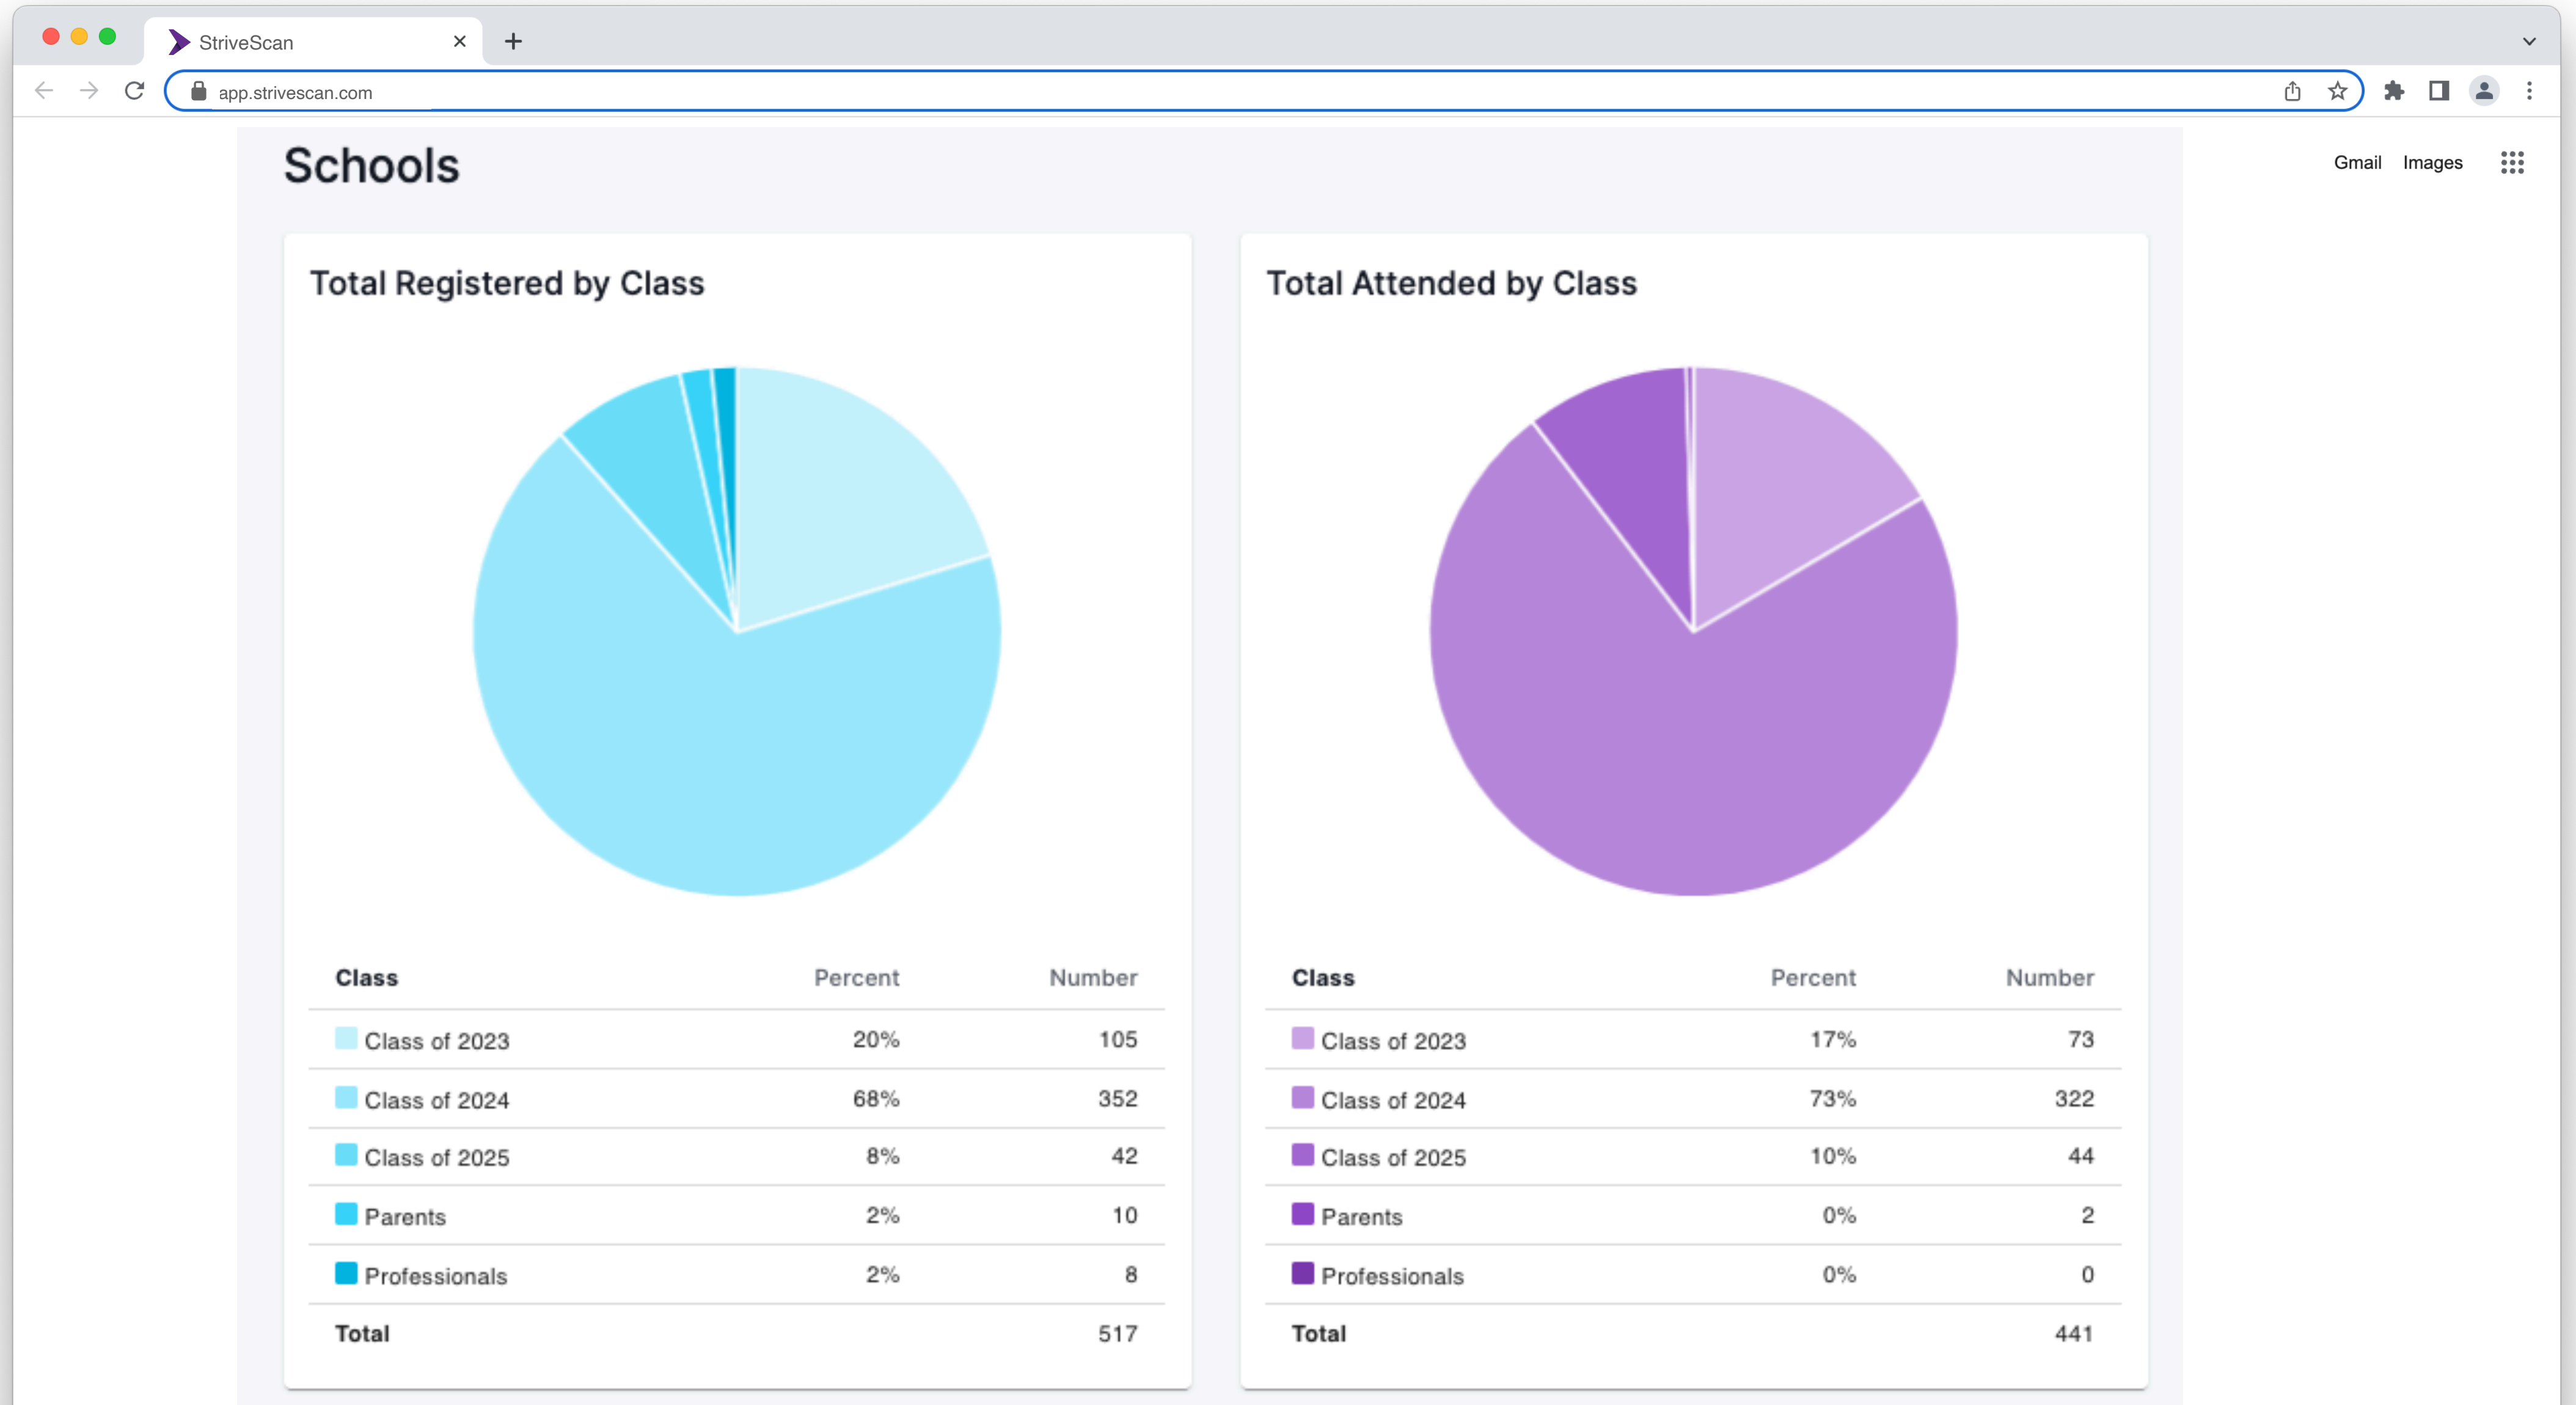 StriveScan
app.strivescan.com
Gmail Images
Schools
Total Registered by Class
Class Percent Number
Class of 2023 20% 105
Class of 2024 68% 352
Class of 2025 8% 42
Parents 2% 10
Professionals 2% 8
Total 517
Total Attended by Class
Class Percent Number
Class of 2023 17% 73
Class of 2024 73% 322
Class of 2025 10% 44
Parents 0% 2
Professionals 0% 0
Total 441